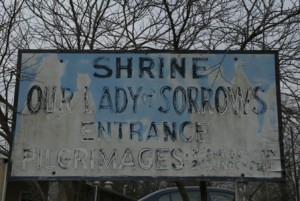 SHRINE
OUR LADY of SORROWS
ENTRANCE
PILGRIMAGES